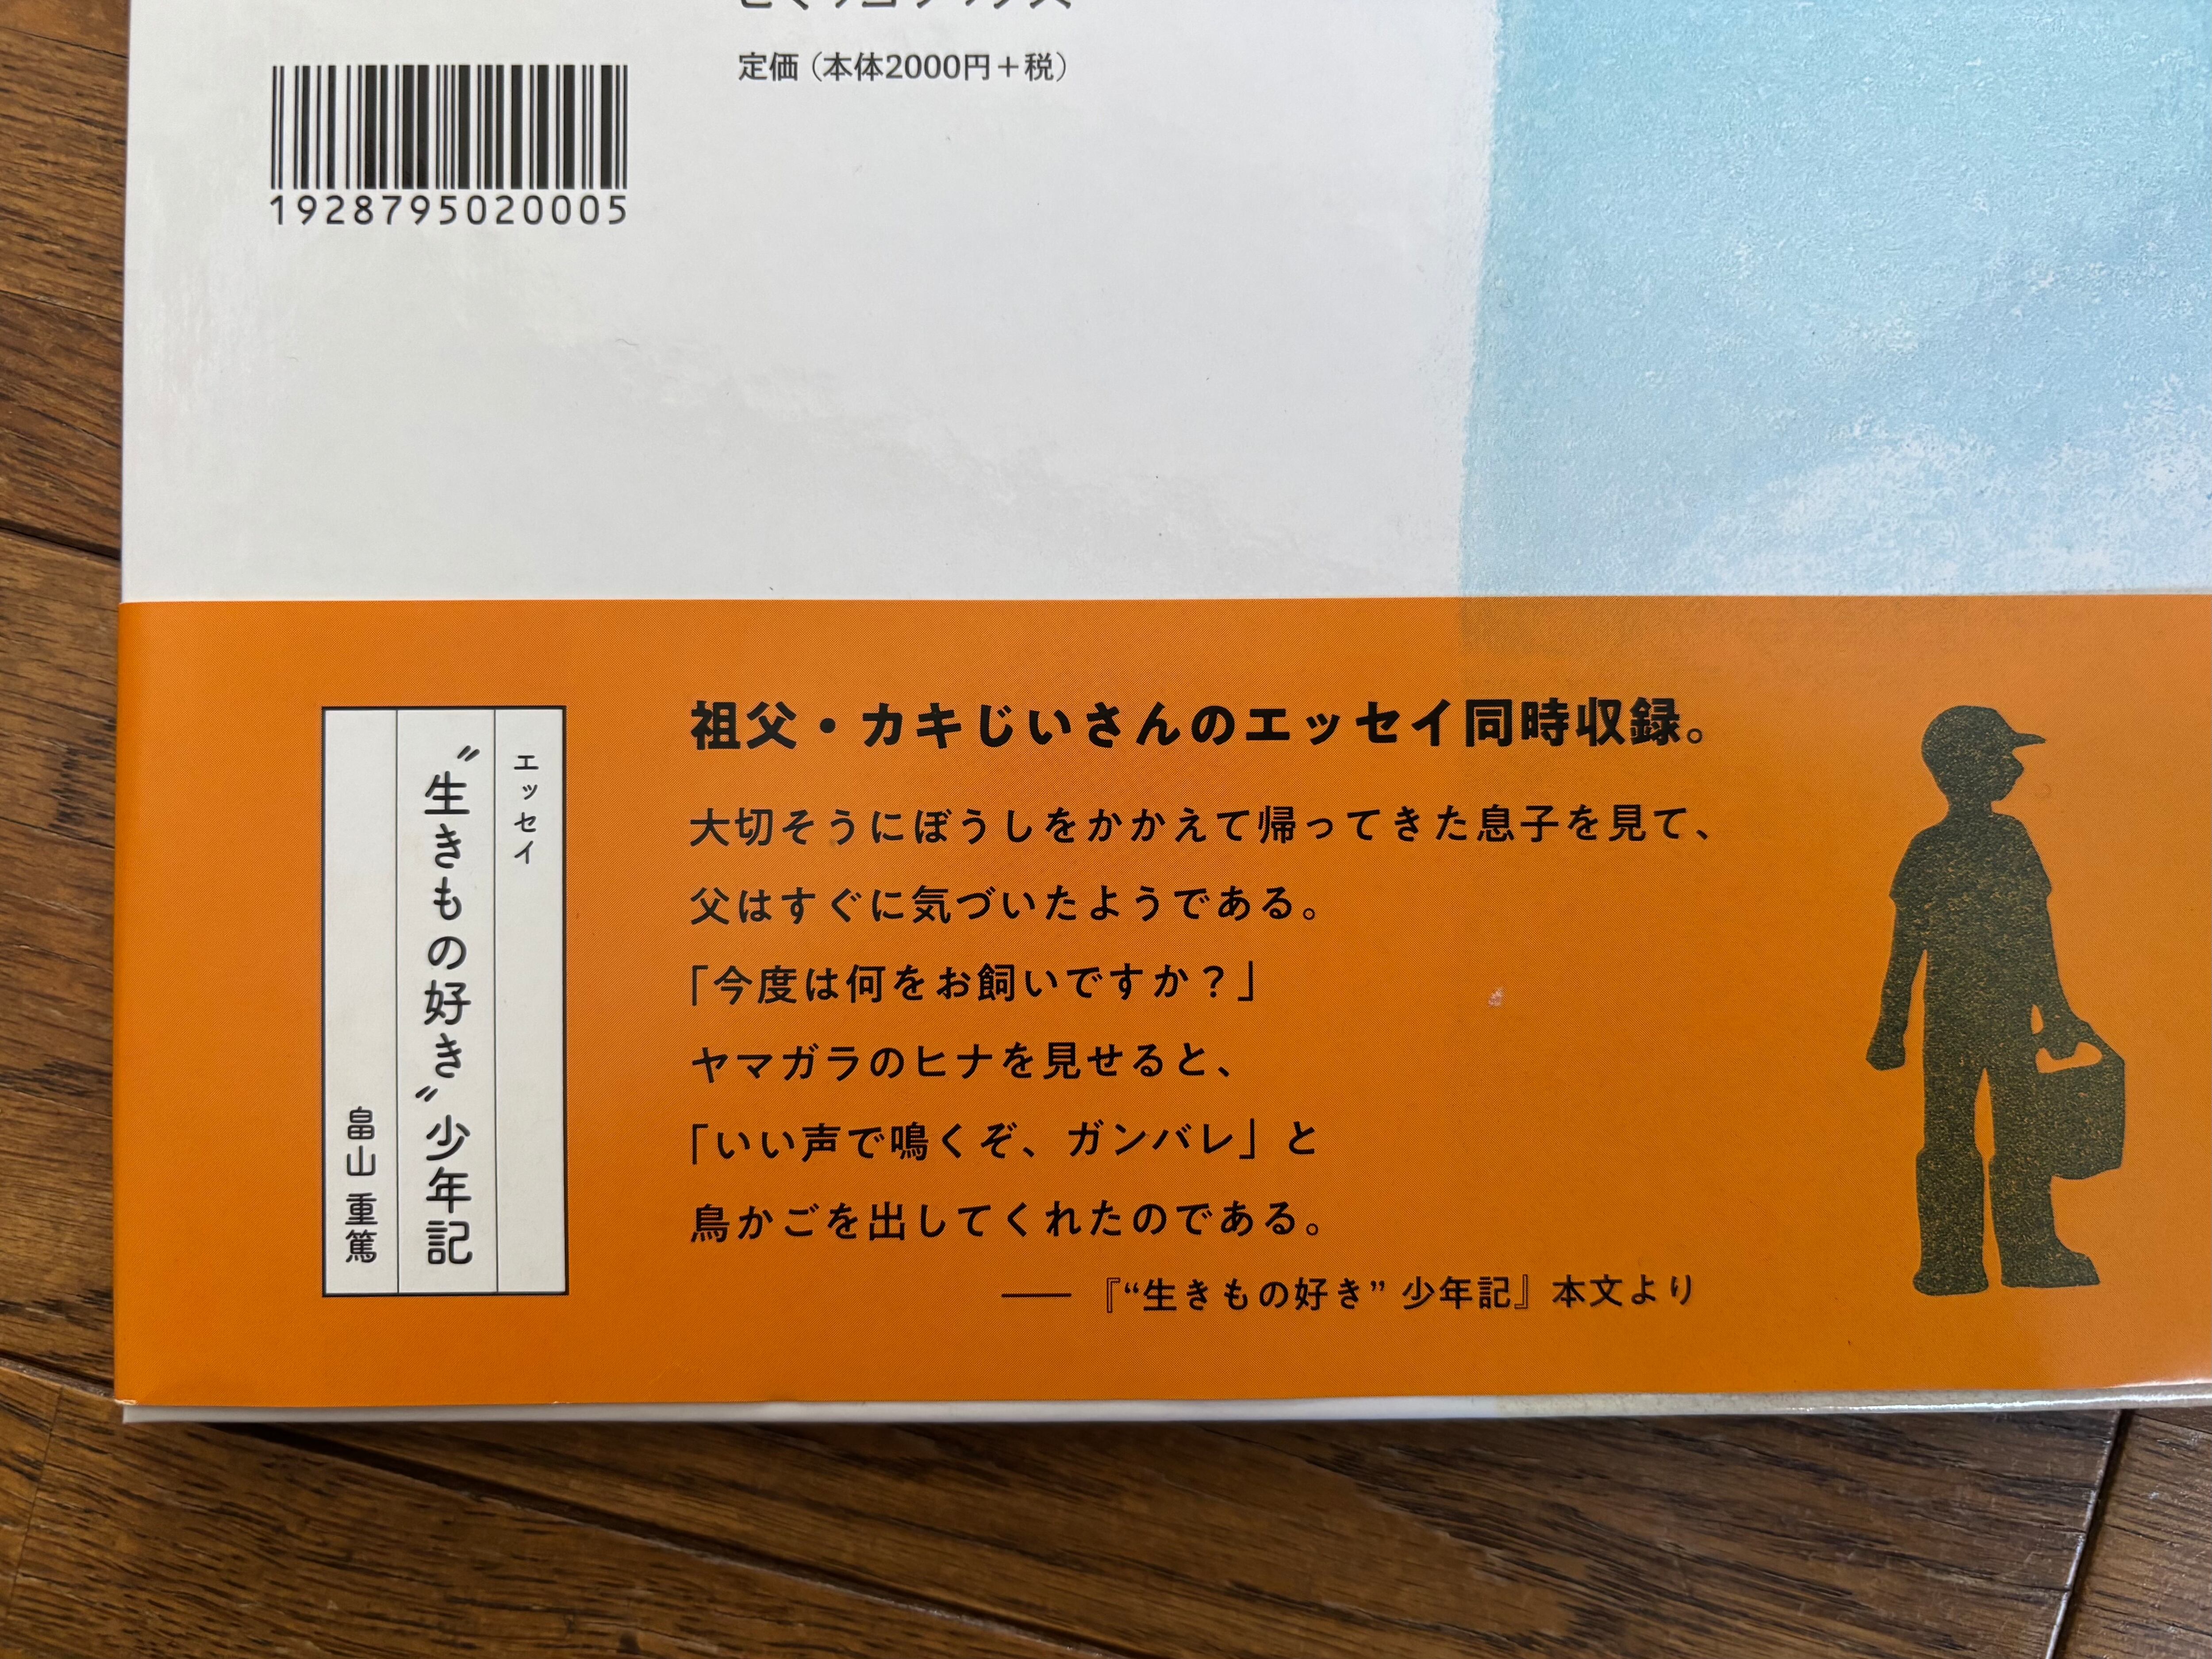 定価（本体2000円＋税）
1928795020005
エッセイ
〝生きもの好き〟少年記
畠山 重篤
祖父・カキじいさんのエッセイ同時収録。
大切そうにぼうしをかかえて帰ってきた息子を見て、
父はすぐに気づいたようである。
「今度は何をお飼いですか？」
ヤマガラのヒナを見せると、
「いい声で鳴くぞ、ガンバレ」と
鳥かごを出してくれたのである。
――『“生きもの好き” 少年記』本文より